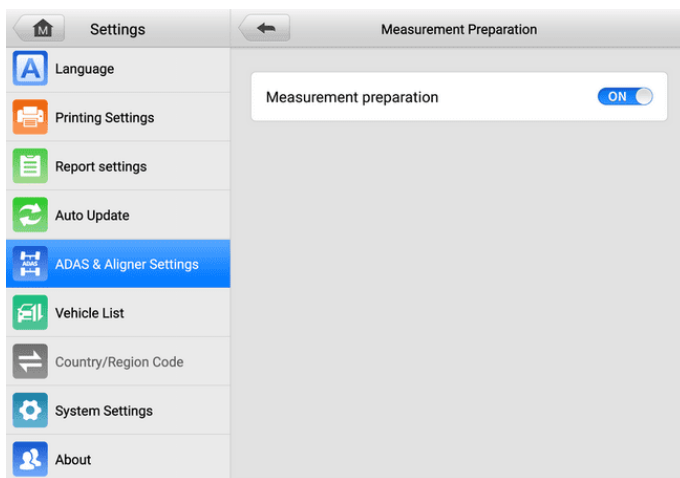 M
Settings
Measurement Preparation
A
Language
Printing Settings
Report settings
Auto Update
ADAS
ADAS & Aligner Settings
Vehicle List
Country/Region Code
System Settings
About
Measurement preparation
ON